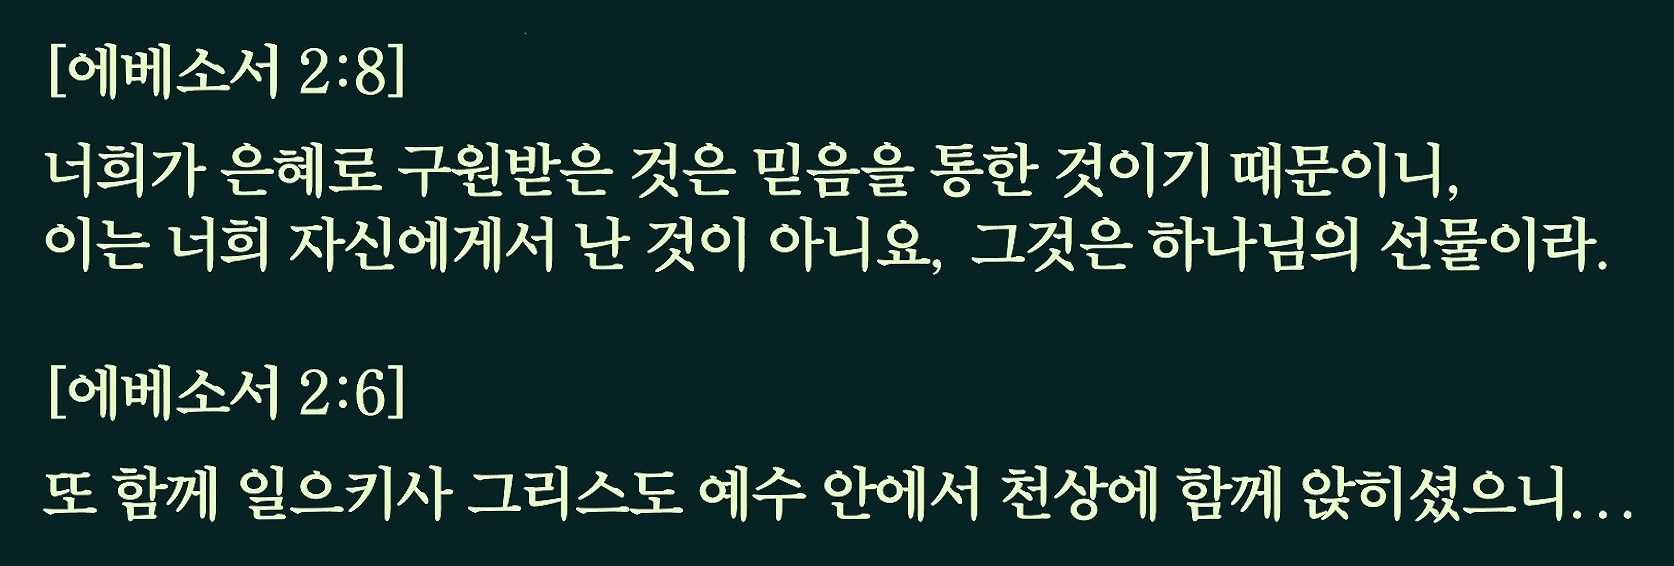 [에베소서 2:8]
너희가 은혜로 구원받은 것은 믿음을 통한 것이기 때문이니,
이는 너희 자신에게서 난 것이 아니요, 그것은 하나님의 선물이라.
[에베소서 2:6]
또 함께 일으키사 그리스도 예수 안에서 천상에 함께 앉히셨으니...